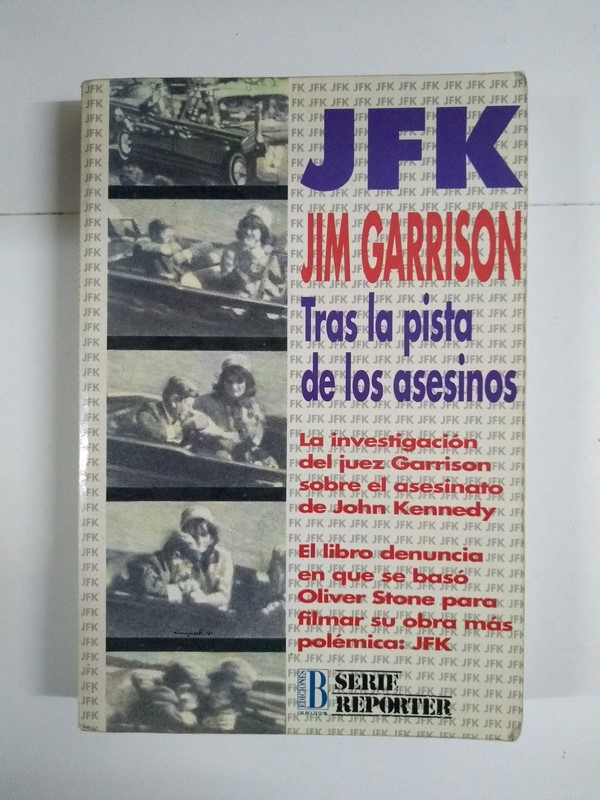 JFK
JIM GARRISON
Tras la pista
de los asesinos
La investigación
del juez Garrison
sobre el asesinato
de John Kennedy
El libro denuncia
en que se basó
Oliver Stone para
filmar su obra más
polémica: JFK
EDICIONES
B
SERIE
REPORTER